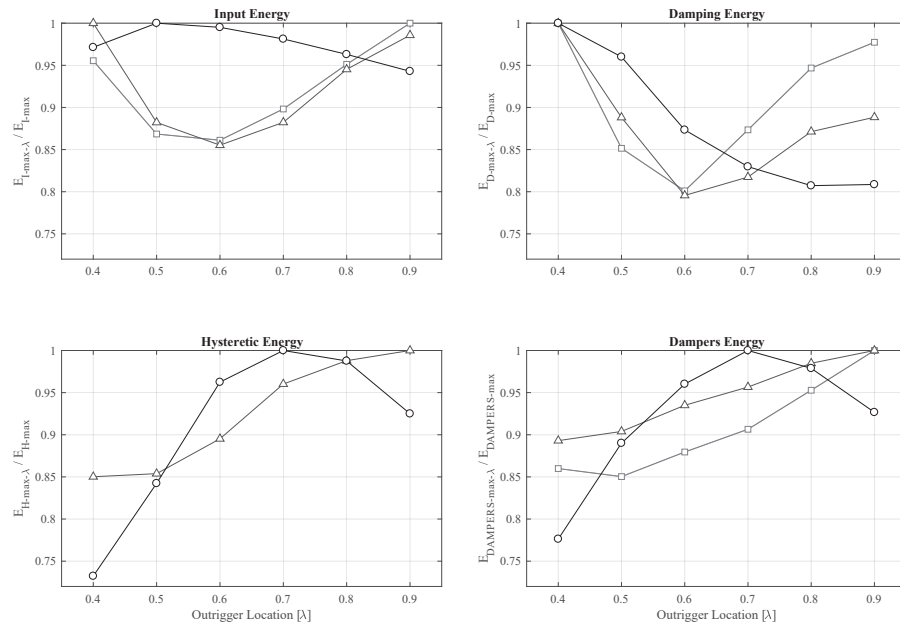 Input Energy
1
0.95
0.9
0.85
0.8
0.75
E_I-max-λ / E_I-max
0.4 0.5 0.6 0.7 0.8 0.9
Damping Energy
1
0.95
0.9
0.85
0.8
0.75
E_D-max-λ / E_D-max
0.4 0.5 0.6 0.7 0.8 0.9
Hysteretic Energy
1
0.95
0.9
0.85
0.8
0.75
E_H-max-λ / E_H-max
0.4 0.5 0.6 0.7 0.8 0.9
Outrigger Location [λ]
Dampers Energy
1
0.95
0.9
0.85
0.8
0.75
E_DAMPERS-max-λ / E_DAMPERS-max
0.4 0.5 0.6 0.7 0.8 0.9
Outrigger Location [λ]